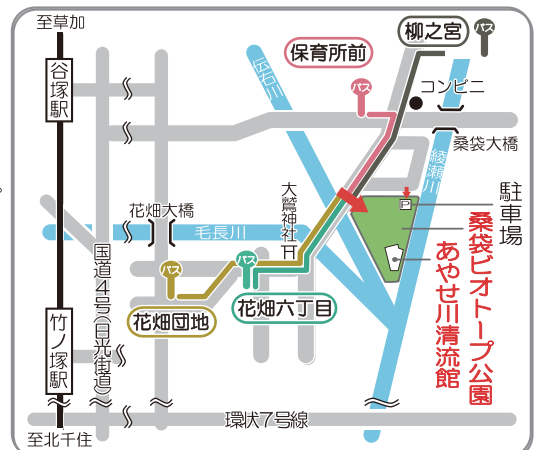 至草加
谷塚駅
伝右川
保育所前
バス
柳之宮
バス
コンビニ
桑袋大橋
綾瀬川
駐車場
P
桑袋ビオトープ公園
あやせ川清流館
大鷲神社
花畑大橋
毛長川
バス
花畑団地
バス
花畑六丁目
国道4号(日光街道)
竹ノ塚駅
環状7号線
至北千住